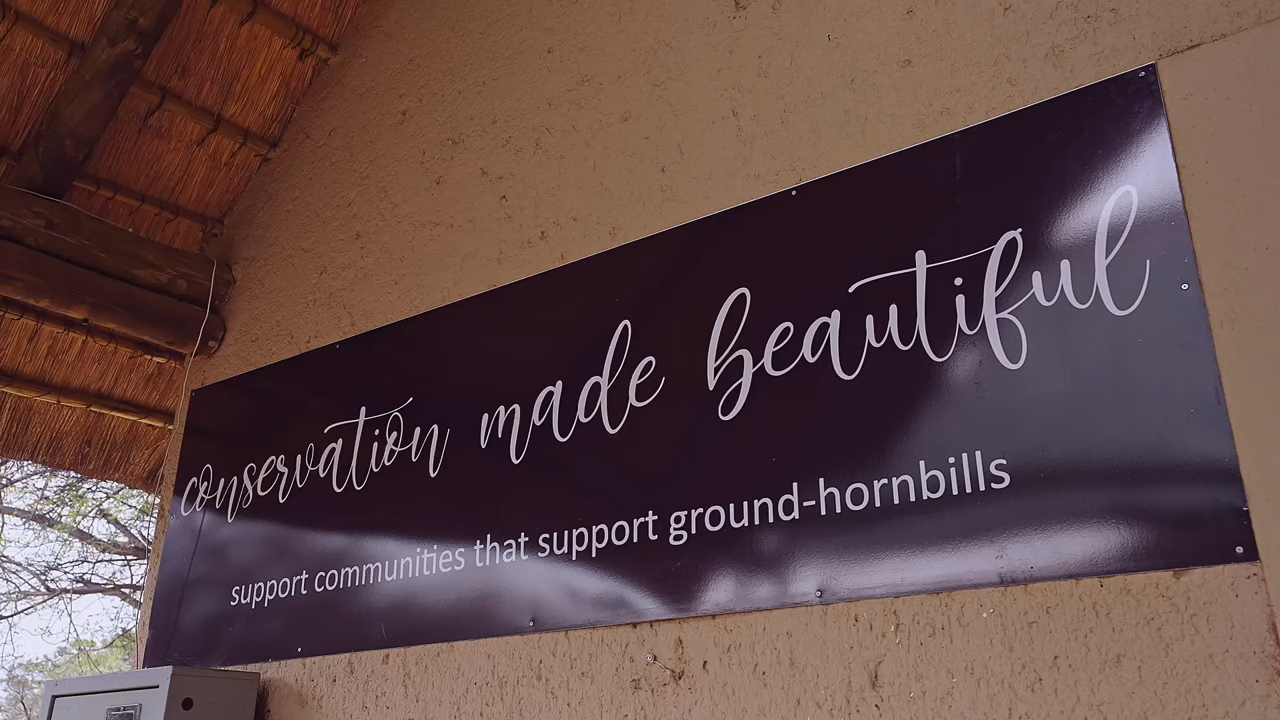 conservation made beautiful
support communities that support ground-hornbills